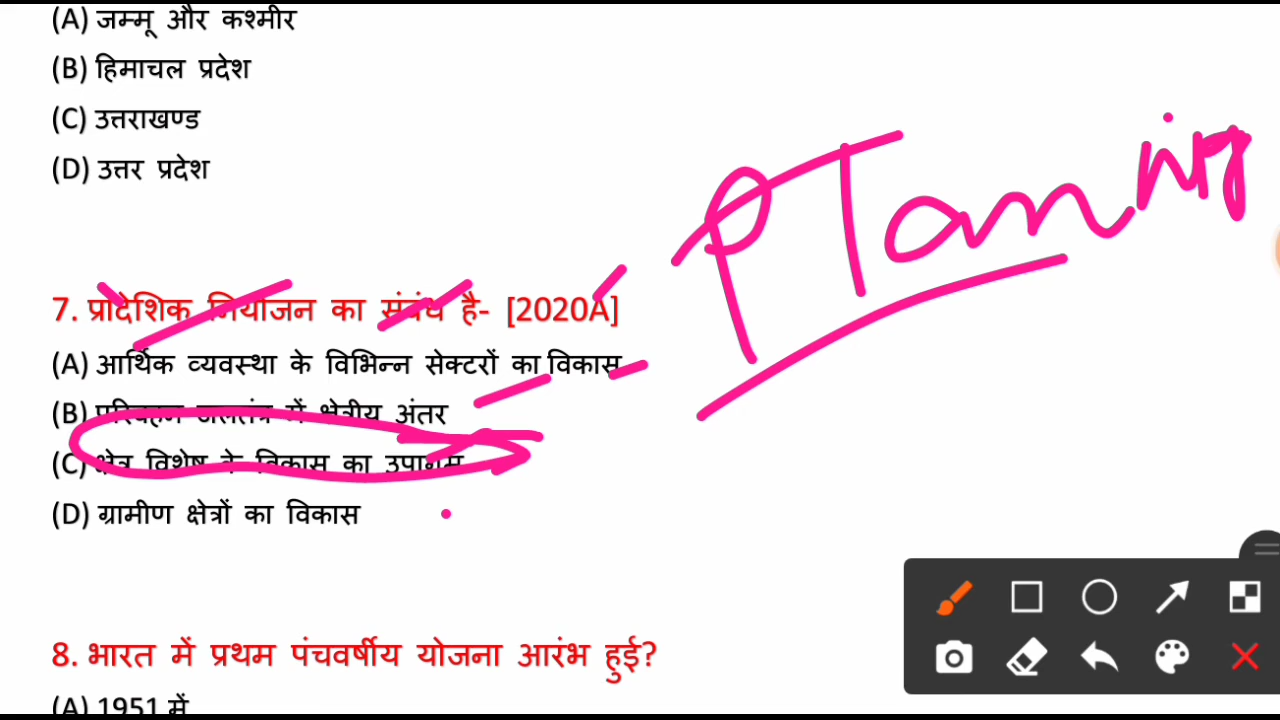 (A) जम्मू और कश्मीर
(B) हिमाचल प्रदेश
(C) उत्तराखण्ड
(D) उत्तर प्रदेश
Planning
7. प्रादेशिक नियोजन का संबंध है- [2020A]
(A) आर्थिक व्यवस्था के विभिन्न सेक्टरों का विकास
(B) परिवहन जलतंत्र में क्षेत्रीय अंतर
(C) क्षेत्र विशेष के विकास का उपागम
(D) ग्रामीण क्षेत्रों का विकास
8. भारत में प्रथम पंचवर्षीय योजना आरंभ हुई?
(A) 1951 में